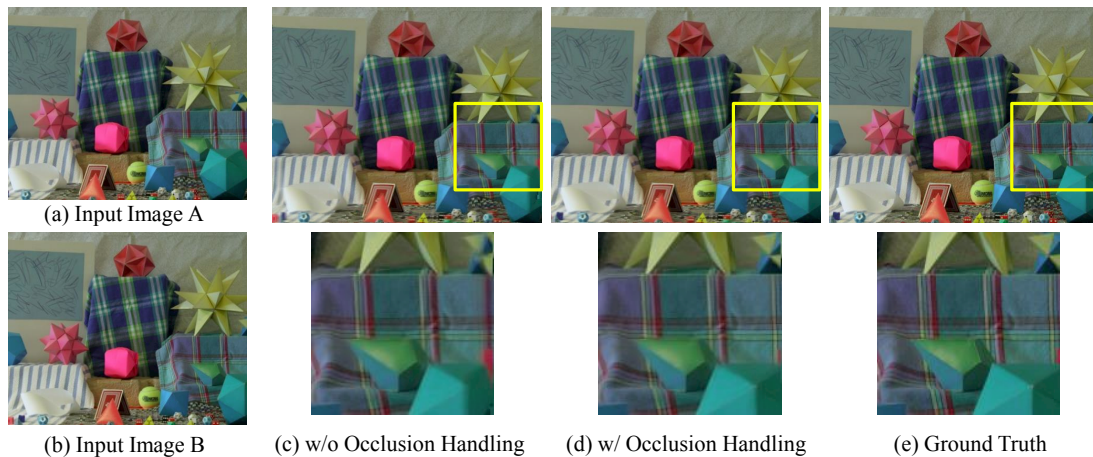 (a) Input Image A
(b) Input Image B
(c) w/o Occlusion Handling
(d) w/ Occlusion Handling
(e) Ground Truth